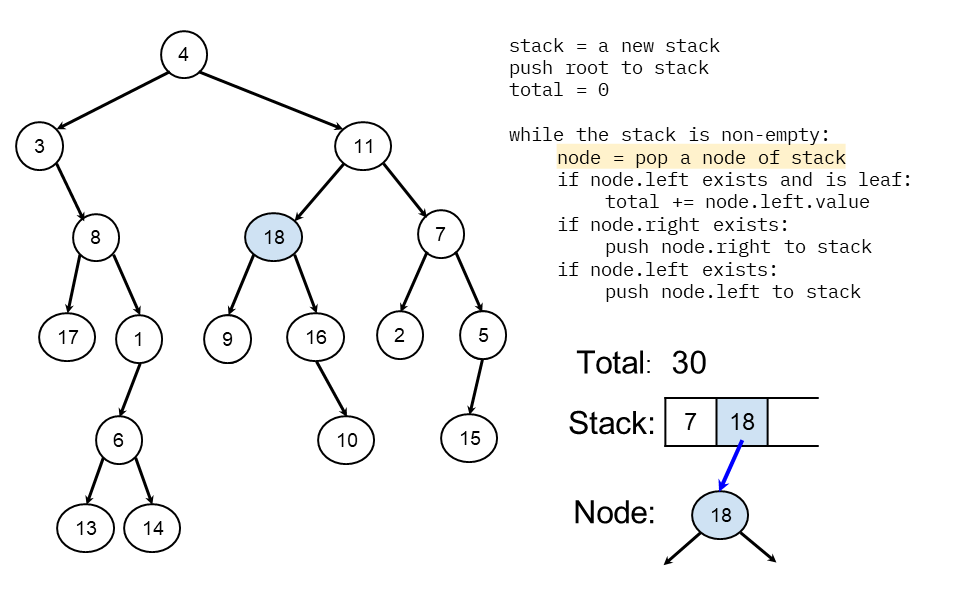 4
3
11
8
18
7
17
1
9
16
2
5
6
10
15
13
14
stack = a new stack
push root to stack
total = 0
while the stack is non-empty:
node = pop a node of stack
if node.left exists and is leaf:
total += node.left.value
if node.right exists:
push node.right to stack
if node.left exists:
push node.left to stack
Total: 30
Stack: 7 18
Node: 18